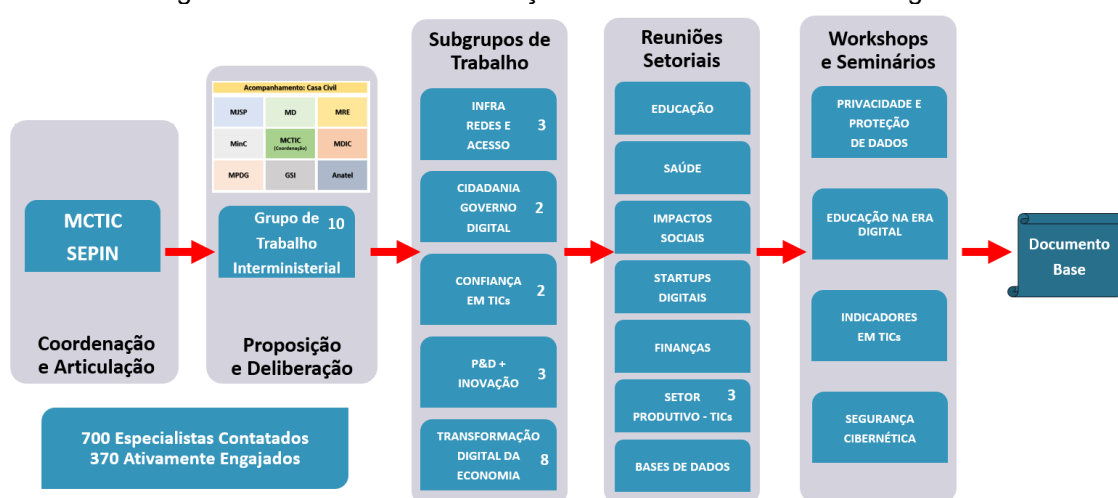 MCTIC
SEPIN
Coordenação
e Articulação
Acompanhamento: Casa Civil
MJSP
MD
MRE
MinC
MCTIC
(Coordenação)
MDIC
MPDG
GSI
Anatel
Grupo de 10
Trabalho
Interministerial
Proposição
e Deliberação
700 Especialistas Contatados
370 Ativamente Engajados
Subgrupos de
Trabalho
INFRA
REDES E 3
ACESSO
CIDADANIA
GOVERNO 2
DIGITAL
CONFIANÇA 2
EM TICs
P&D + 3
INOVAÇÃO
TRANSFORMAÇÃO
DIGITAL DA 8
ECONOMIA
Reuniões
Setoriais
EDUCAÇÃO
SAÚDE
IMPACTOS
SOCIAIS
STARTUPS
DIGITAIS
FINANÇAS
SETOR 3
PRODUTIVO - TICs
BASES DE DADOS
Workshops
e Seminários
PRIVACIDADE E
PROTEÇÃO
DE DADOS
EDUCAÇÃO NA ERA
DIGITAL
INDICADORES
EM TICs
SEGURANÇA
CIBERNÉTICA
Documento
Base